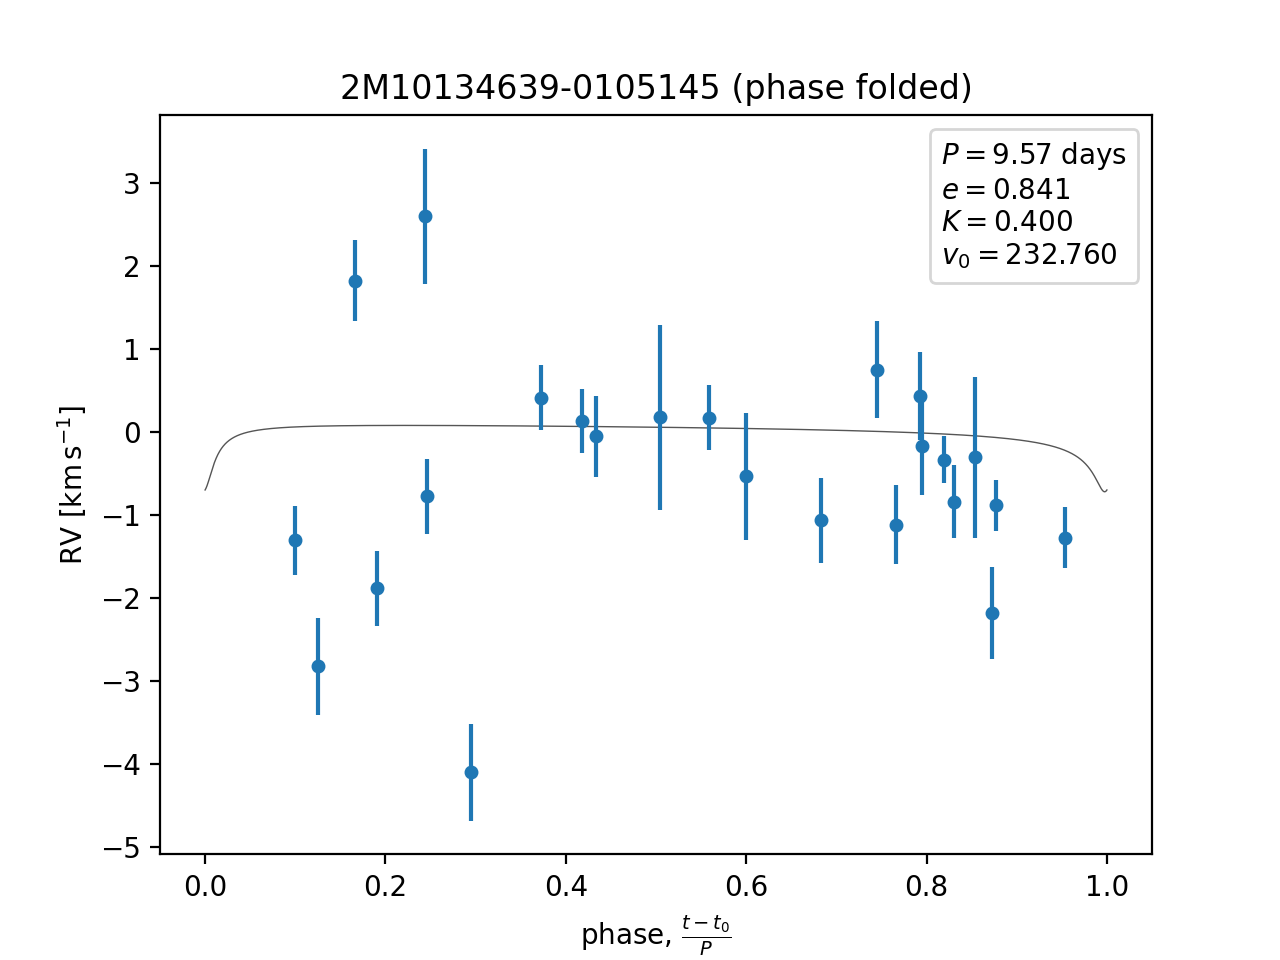 2M10134639-0105145 (phase folded)
P = 9.57 days
e = 0.841
K = 0.400
v₀ = 232.760
3
2
1
0
−1
−2
−3
−4
−5
RV [km s⁻¹]
0.0 0.2 0.4 0.6 0.8 1.0
phase, (t − t₀)/P